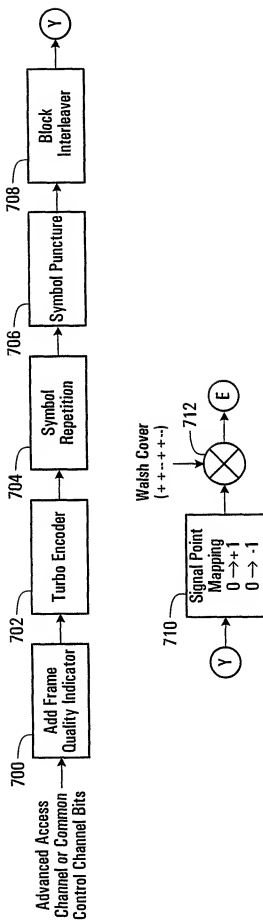 Advanced Access
Channel or Common
Control Channel Bits
700
Add Frame
Quality Indicator
702
Turbo Encoder
704
Symbol
Repetition
706
Symbol Puncture
708
Block
Interleaver
Y
Y
710
Signal Point
Mapping
0 → +1
0 → -1
Walsh Cover
(++--++--)
712
E